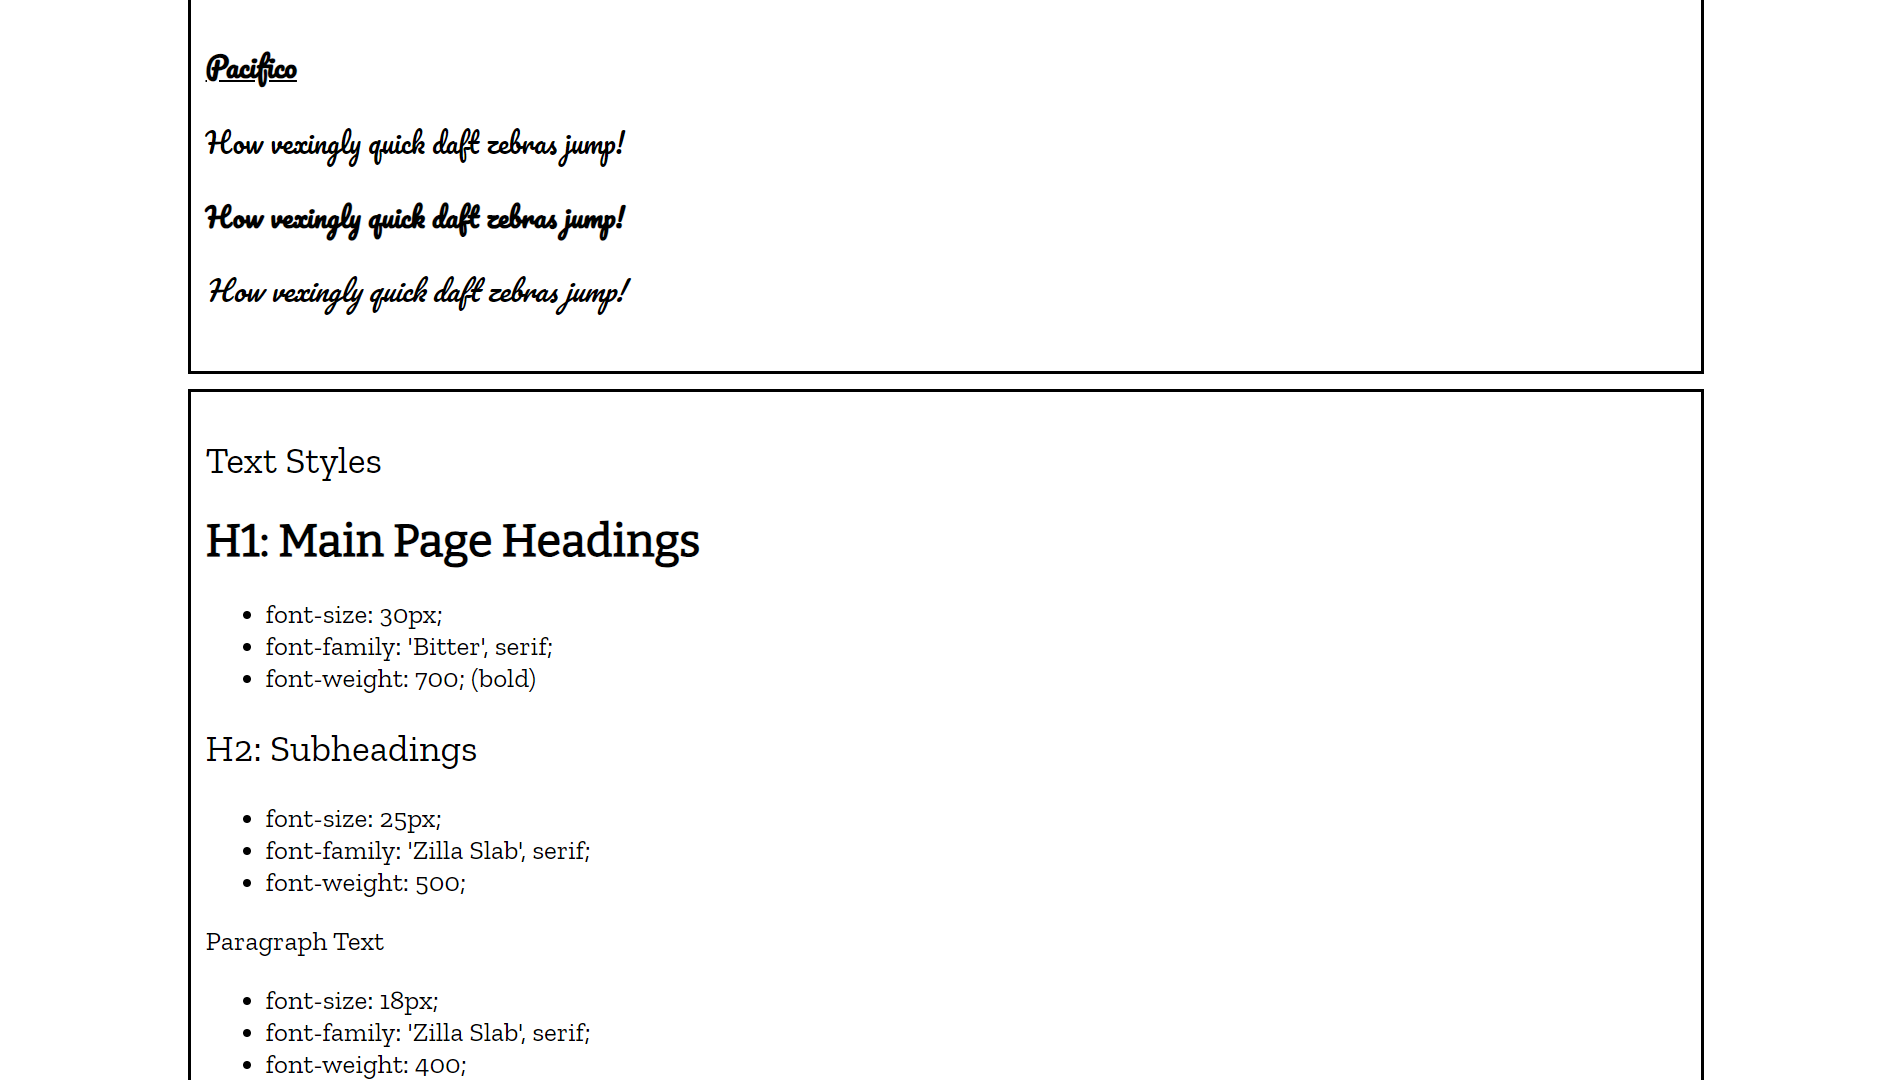 Pacifico
How vexingly quick daft zebras jump!
How vexingly quick daft zebras jump!
How vexingly quick daft zebras jump!
Text Styles
H1: Main Page Headings
• font-size: 30px;
• font-family: 'Bitter', serif;
• font-weight: 700; (bold)
H2: Subheadings
• font-size: 25px;
• font-family: 'Zilla Slab', serif;
• font-weight: 500;
Paragraph Text
• font-size: 18px;
• font-family: 'Zilla Slab', serif;
• font-weight: 400;